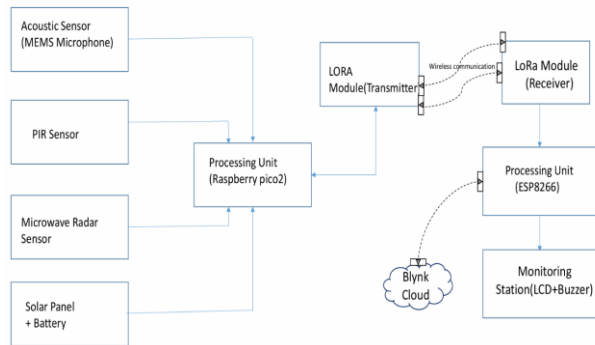 Acoustic Sensor
(MEMS Microphone)
PIR Sensor
Microwave Radar
Sensor
Solar Panel
+ Battery
Processing Unit
(Raspberry pico2)
LORA
Module(Transmitter
Wireless communication
LoRa Module
(Receiver)
Processing Unit
(ESP8266)
Blynk
Cloud
Monitoring
Station(LCD+Buzzer)